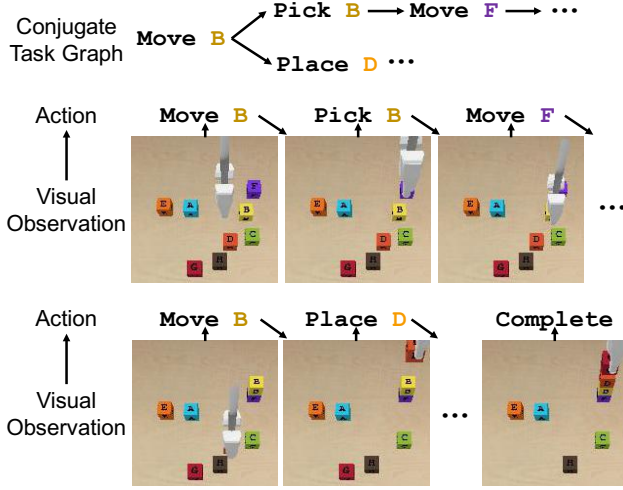 Conjugate Task Graph
Move B
Pick B
Move F
...
Place D
...
Action
Move B
Pick B
Move F
Visual Observation
F
E
A
B
D
C
G
H
E
A
B
D
C
G
H
E
A
D
C
G
H
...
Action
Move B
Place D
Complete
Visual Observation
B
E
A
C
G
H
B
E
A
C
G
H
...
D
E
A
C
H